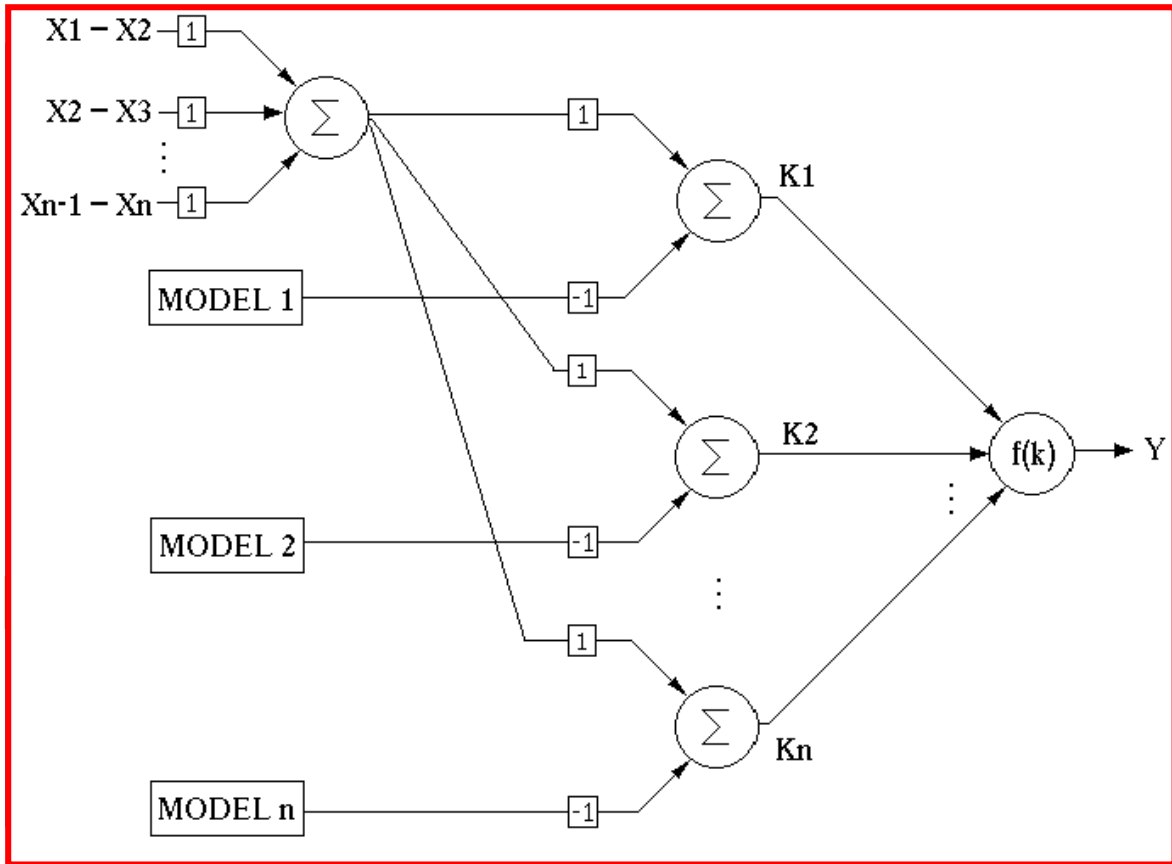 X1 – X2 1
X2 – X3 1
⋮
Xn-1 – Xn 1
Σ
1
Σ
K1
MODEL 1
-1
1
Σ
K2
f(k)
Y
⋮
MODEL 2
-1
⋮
1
Σ
Kn
MODEL n
-1